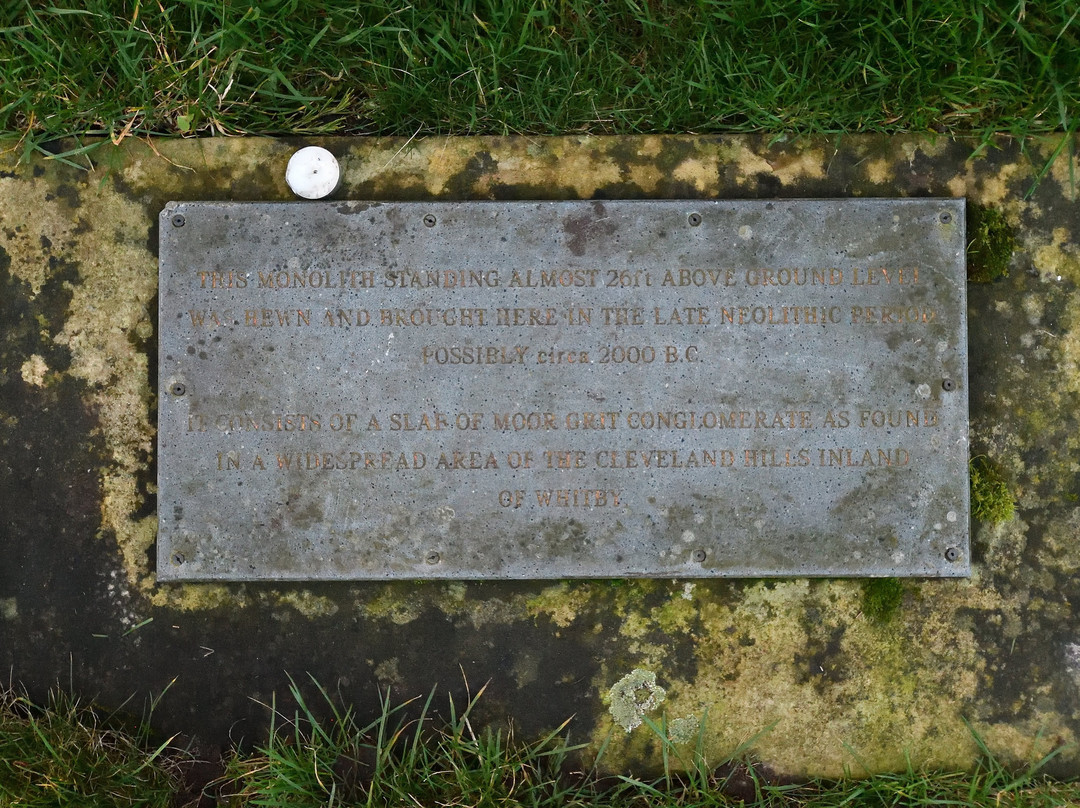 THIS MONOLITH STANDING ALMOST 26ft ABOVE GROUND LEVEL
WAS HEWN AND BROUGHT HERE IN THE LATE NEOLITHIC PERIOD
POSSIBLY circa 2000 B.C.
IT CONSISTS OF A SLAB OF MOOR GRIT CONGLOMERATE AS FOUND
IN A WIDESPREAD AREA OF THE CLEVELAND HILLS INLAND
OF WHITBY